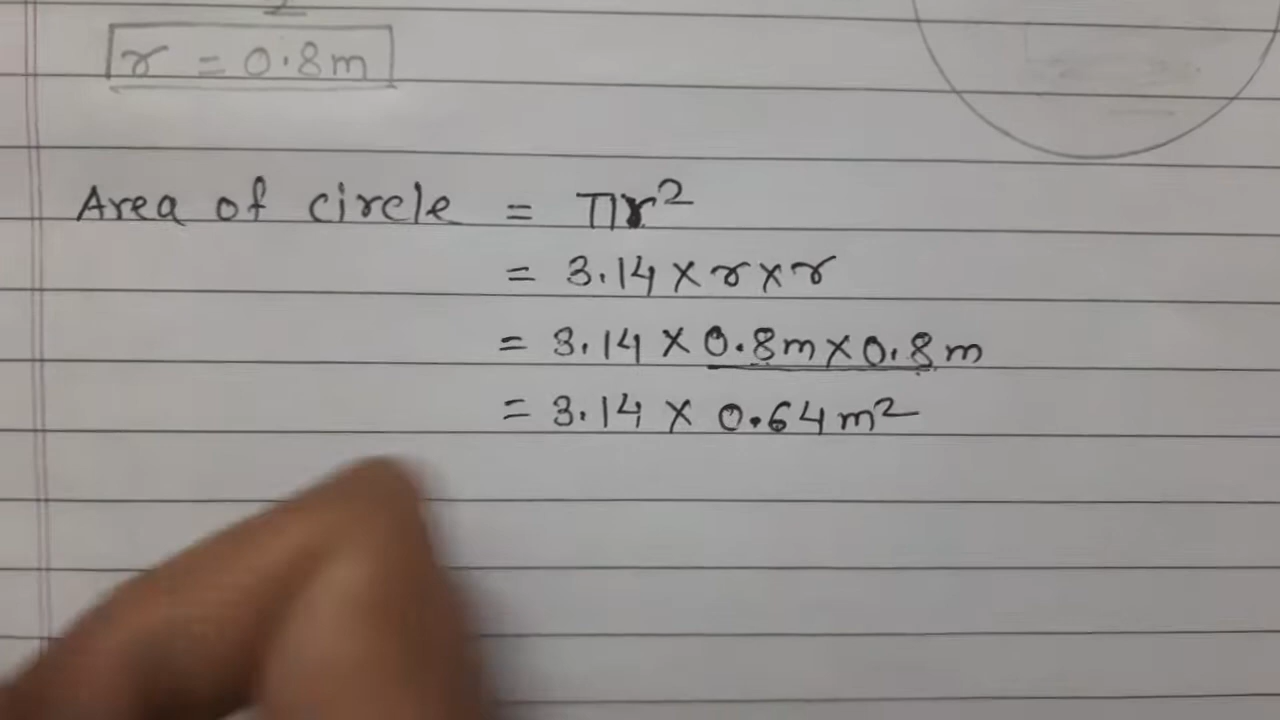 r = 0.8m
Area of circle = πr²
= 3.14 × r × r
= 3.14 × 0.8m × 0.8m
= 3.14 × 0.64m²